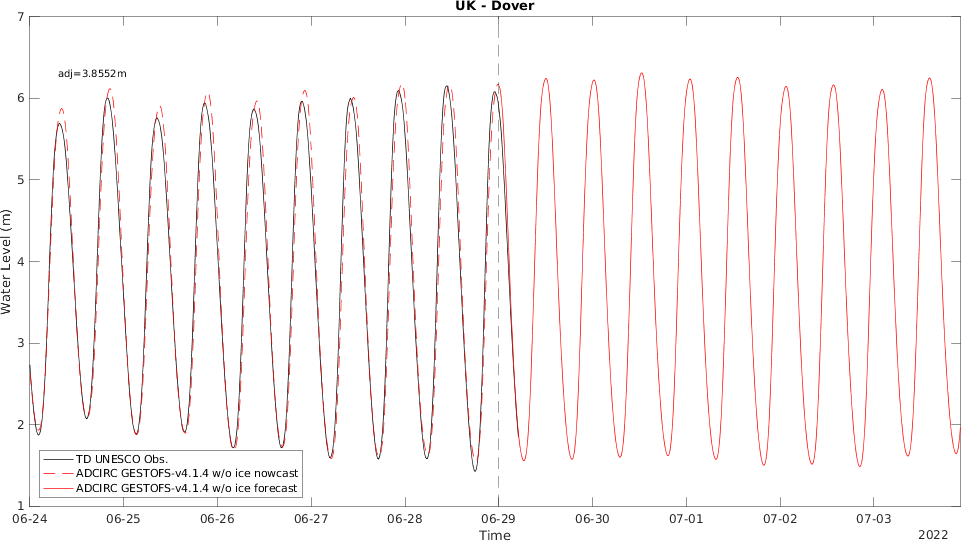 UK - Dover
7
adj=3.8552m
6
5
4
3
2
1
Water Level (m)
TD UNESCO Obs.
ADCIRC GESTOFS-v4.1.4 w/o ice nowcast
ADCIRC GESTOFS-v4.1.4 w/o ice forecast
06-24 06-25 06-26 06-27 06-28 06-29 06-30 07-01 07-02 07-03
Time
2022